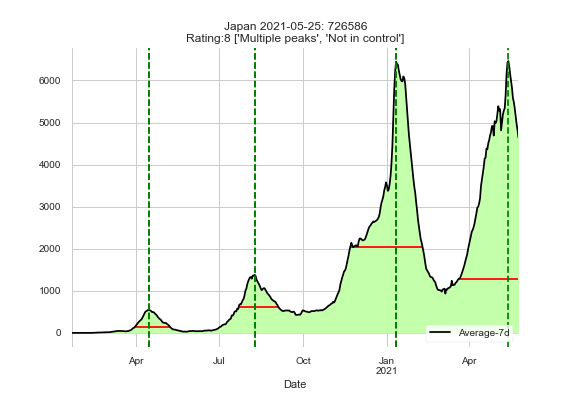 Japan 2021-05-25: 726586
Rating:8 ['Multiple peaks', 'Not in control']
6000
5000
4000
3000
2000
1000
0
Average-7d
Apr
Jul
Oct
Jan
2021
Apr
Date